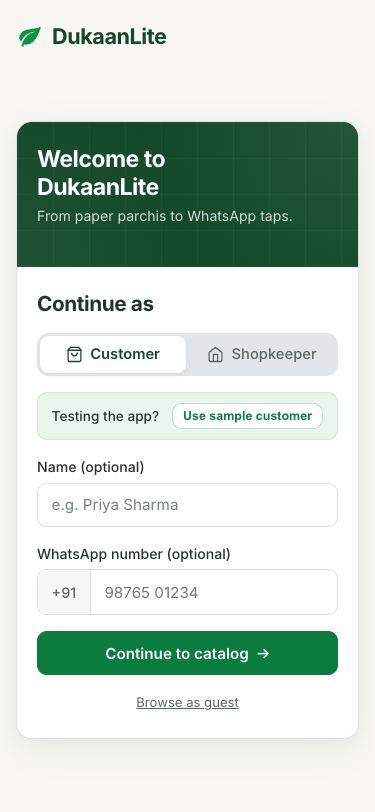 DukaanLite
Welcome to
DukaanLite
From paper parchis to WhatsApp taps.
Continue as
Customer
Shopkeeper
Testing the app?
Use sample customer
Name (optional)
e.g. Priya Sharma
WhatsApp number (optional)
+91
98765 01234
Continue to catalog →
Browse as guest